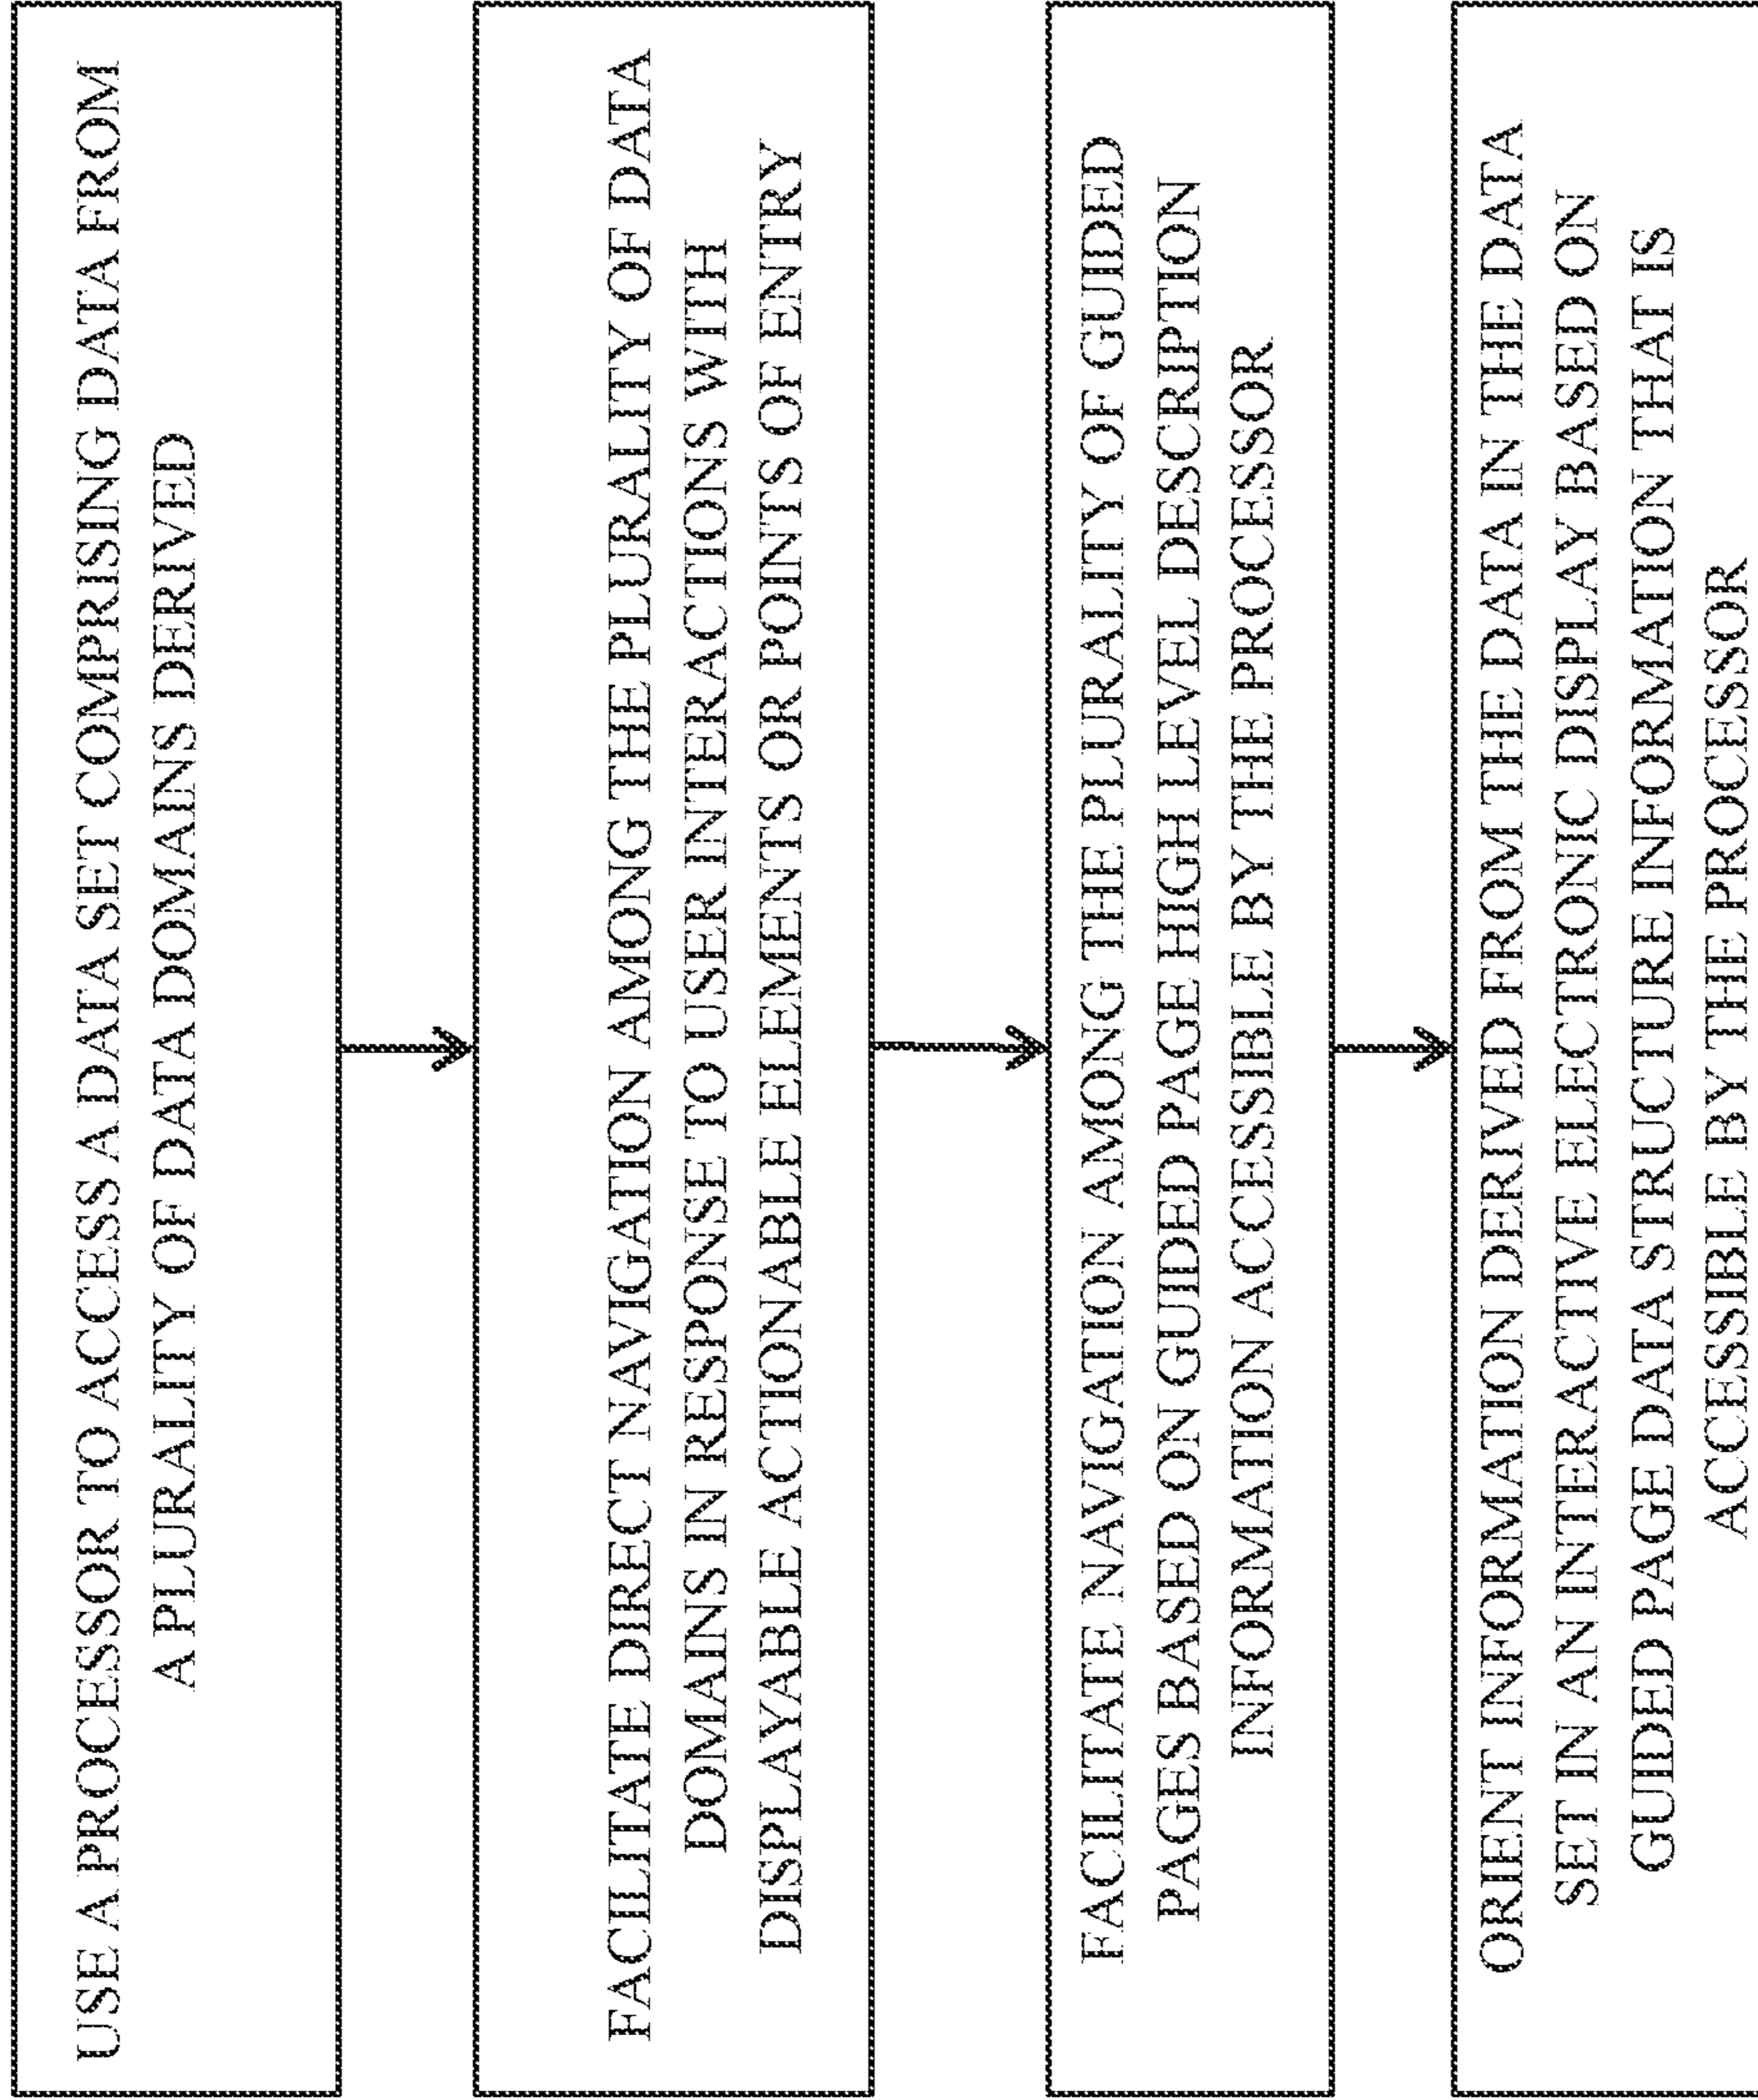 USE A PROCESSOR TO ACCESS A DATA SET COMPRISING DATA FROM
A PLURALITY OF DATA DOMAINS DERIVED
FACILITATE DIRECT NAVIGATION AMONG THE PLURALITY OF DATA
DOMAINS IN RESPONSE TO USER INTERACTIONS WITH
DISPLAYABLE ACTIONABLE ELEMENTS OR POINTS OF ENTRY
FACILITATE NAVIGATION AMONG THE PLURALITY OF GUIDED
PAGES BASED ON GUIDED PAGE HIGH LEVEL DESCRIPTION
INFORMATION ACCESSIBLE BY THE PROCESSOR
ORIENT INFORMATION DERIVED FROM THE DATA IN THE DATA
SET IN AN INTERACTIVE ELECTRONIC DISPLAY BASED ON
GUIDED PAGE DATA STRUCTURE INFORMATION THAT IS
ACCESSIBLE BY THE PROCESSOR